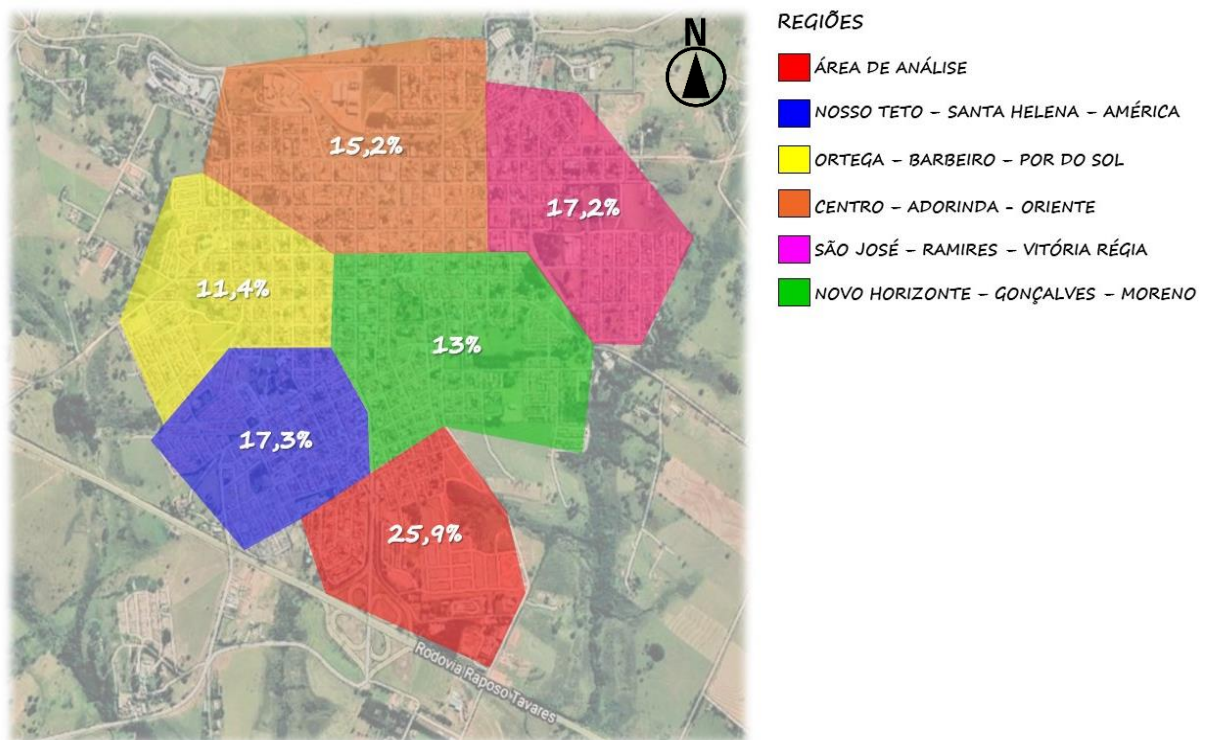 N
15,2%
17,2%
11,4%
13%
17,3%
25,9%
Rodovia Raposo Tavares
REGIÕES
ÁREA DE ANÁLISE
NOSSO TETO - SANTA HELENA - AMÉRICA
ORTEGA - BARBEIRO - POR DO SOL
CENTRO - ADORINDA - ORIENTE
SÃO JOSÉ - RAMIRES - VITÓRIA RÉGIA
NOVO HORIZONTE - GONÇALVES - MORENO